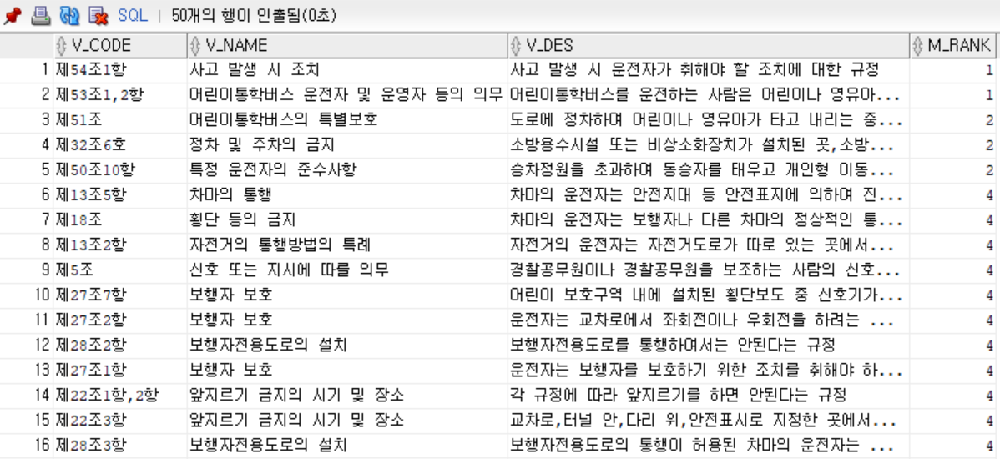 SQL | 50개의 행이 인출됨(0초)
V_CODE V_NAME V_DES M_RANK
1 제54조1항 사고 발생 시 조치 사고 발생 시 운전자가 취해야 할 조치에 대한 규정 1
2 제53조1,2항 어린이통학버스 운전자 및 운영자 등의 의무 어린이통학버스를 운전하는 사람은 어린이나 영유아... 1
3 제51조 어린이통학버스의 특별보호 도로에 정차하여 어린이나 영유아가 타고 내리는 중... 2
4 제32조6호 정차 및 주차의 금지 소방용수시설 또는 비상소화장치가 설치된 곳,소방... 2
5 제50조10항 특정 운전자의 준수사항 승차정원을 초과하여 동승자를 태우고 개인형 이동... 2
6 제13조5항 차마의 통행 차마의 운전자는 안전지대 등 안전표지에 의하여 진... 4
7 제18조 횡단 등의 금지 차마의 운전자는 보행자나 다른 차마의 정상적인 통... 4
8 제13조2항 자전거의 통행방법의 특례 자전거의 운전자는 자전거도로가 따로 있는 곳에서... 4
9 제5조 신호 또는 지시에 따를 의무 경찰공무원이나 경찰공무원을 보조하는 사람의 신호... 4
10 제27조7항 보행자 보호 어린이 보호구역 내에 설치된 횡단보도 중 신호기가... 4
11 제27조2항 보행자 보호 운전자는 교차로에서 좌회전이나 우회전을 하려는 ... 4
12 제28조2항 보행자전용도로의 설치 보행자전용도로를 통행하여서는 안된다는 규정 4
13 제27조1항 보행자 보호 운전자는 보행자를 보호하기 위한 조치를 취해야 하... 4
14 제22조1항,2항 앞지르기 금지의 시기 및 장소 각 규정에 따라 앞지르기를 하면 안된다는 규정 4
15 제22조3항 앞지르기 금지의 시기 및 장소 교차로,터널 안,다리 위,안전표시로 지정한 곳에서... 4
16 제28조3항 보행자전용도로의 설치 보행자전용도로의 통행이 허용된 차마의 운전자는 ... 4